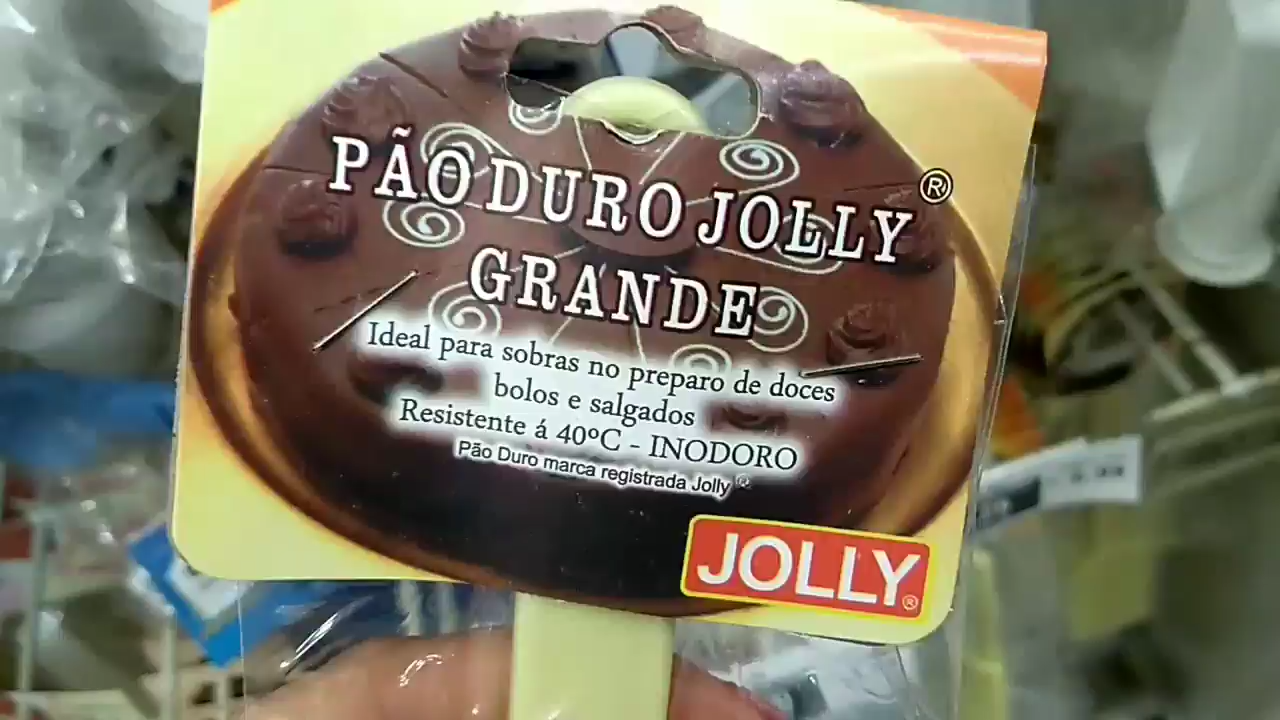 PÃO DURO JOLLY®
GRANDE
Ideal para sobras no preparo de doces
bolos e salgados
Resistente á 40ºC - INODORO
Pão Duro marca registrada Jolly ®
JOLLY®